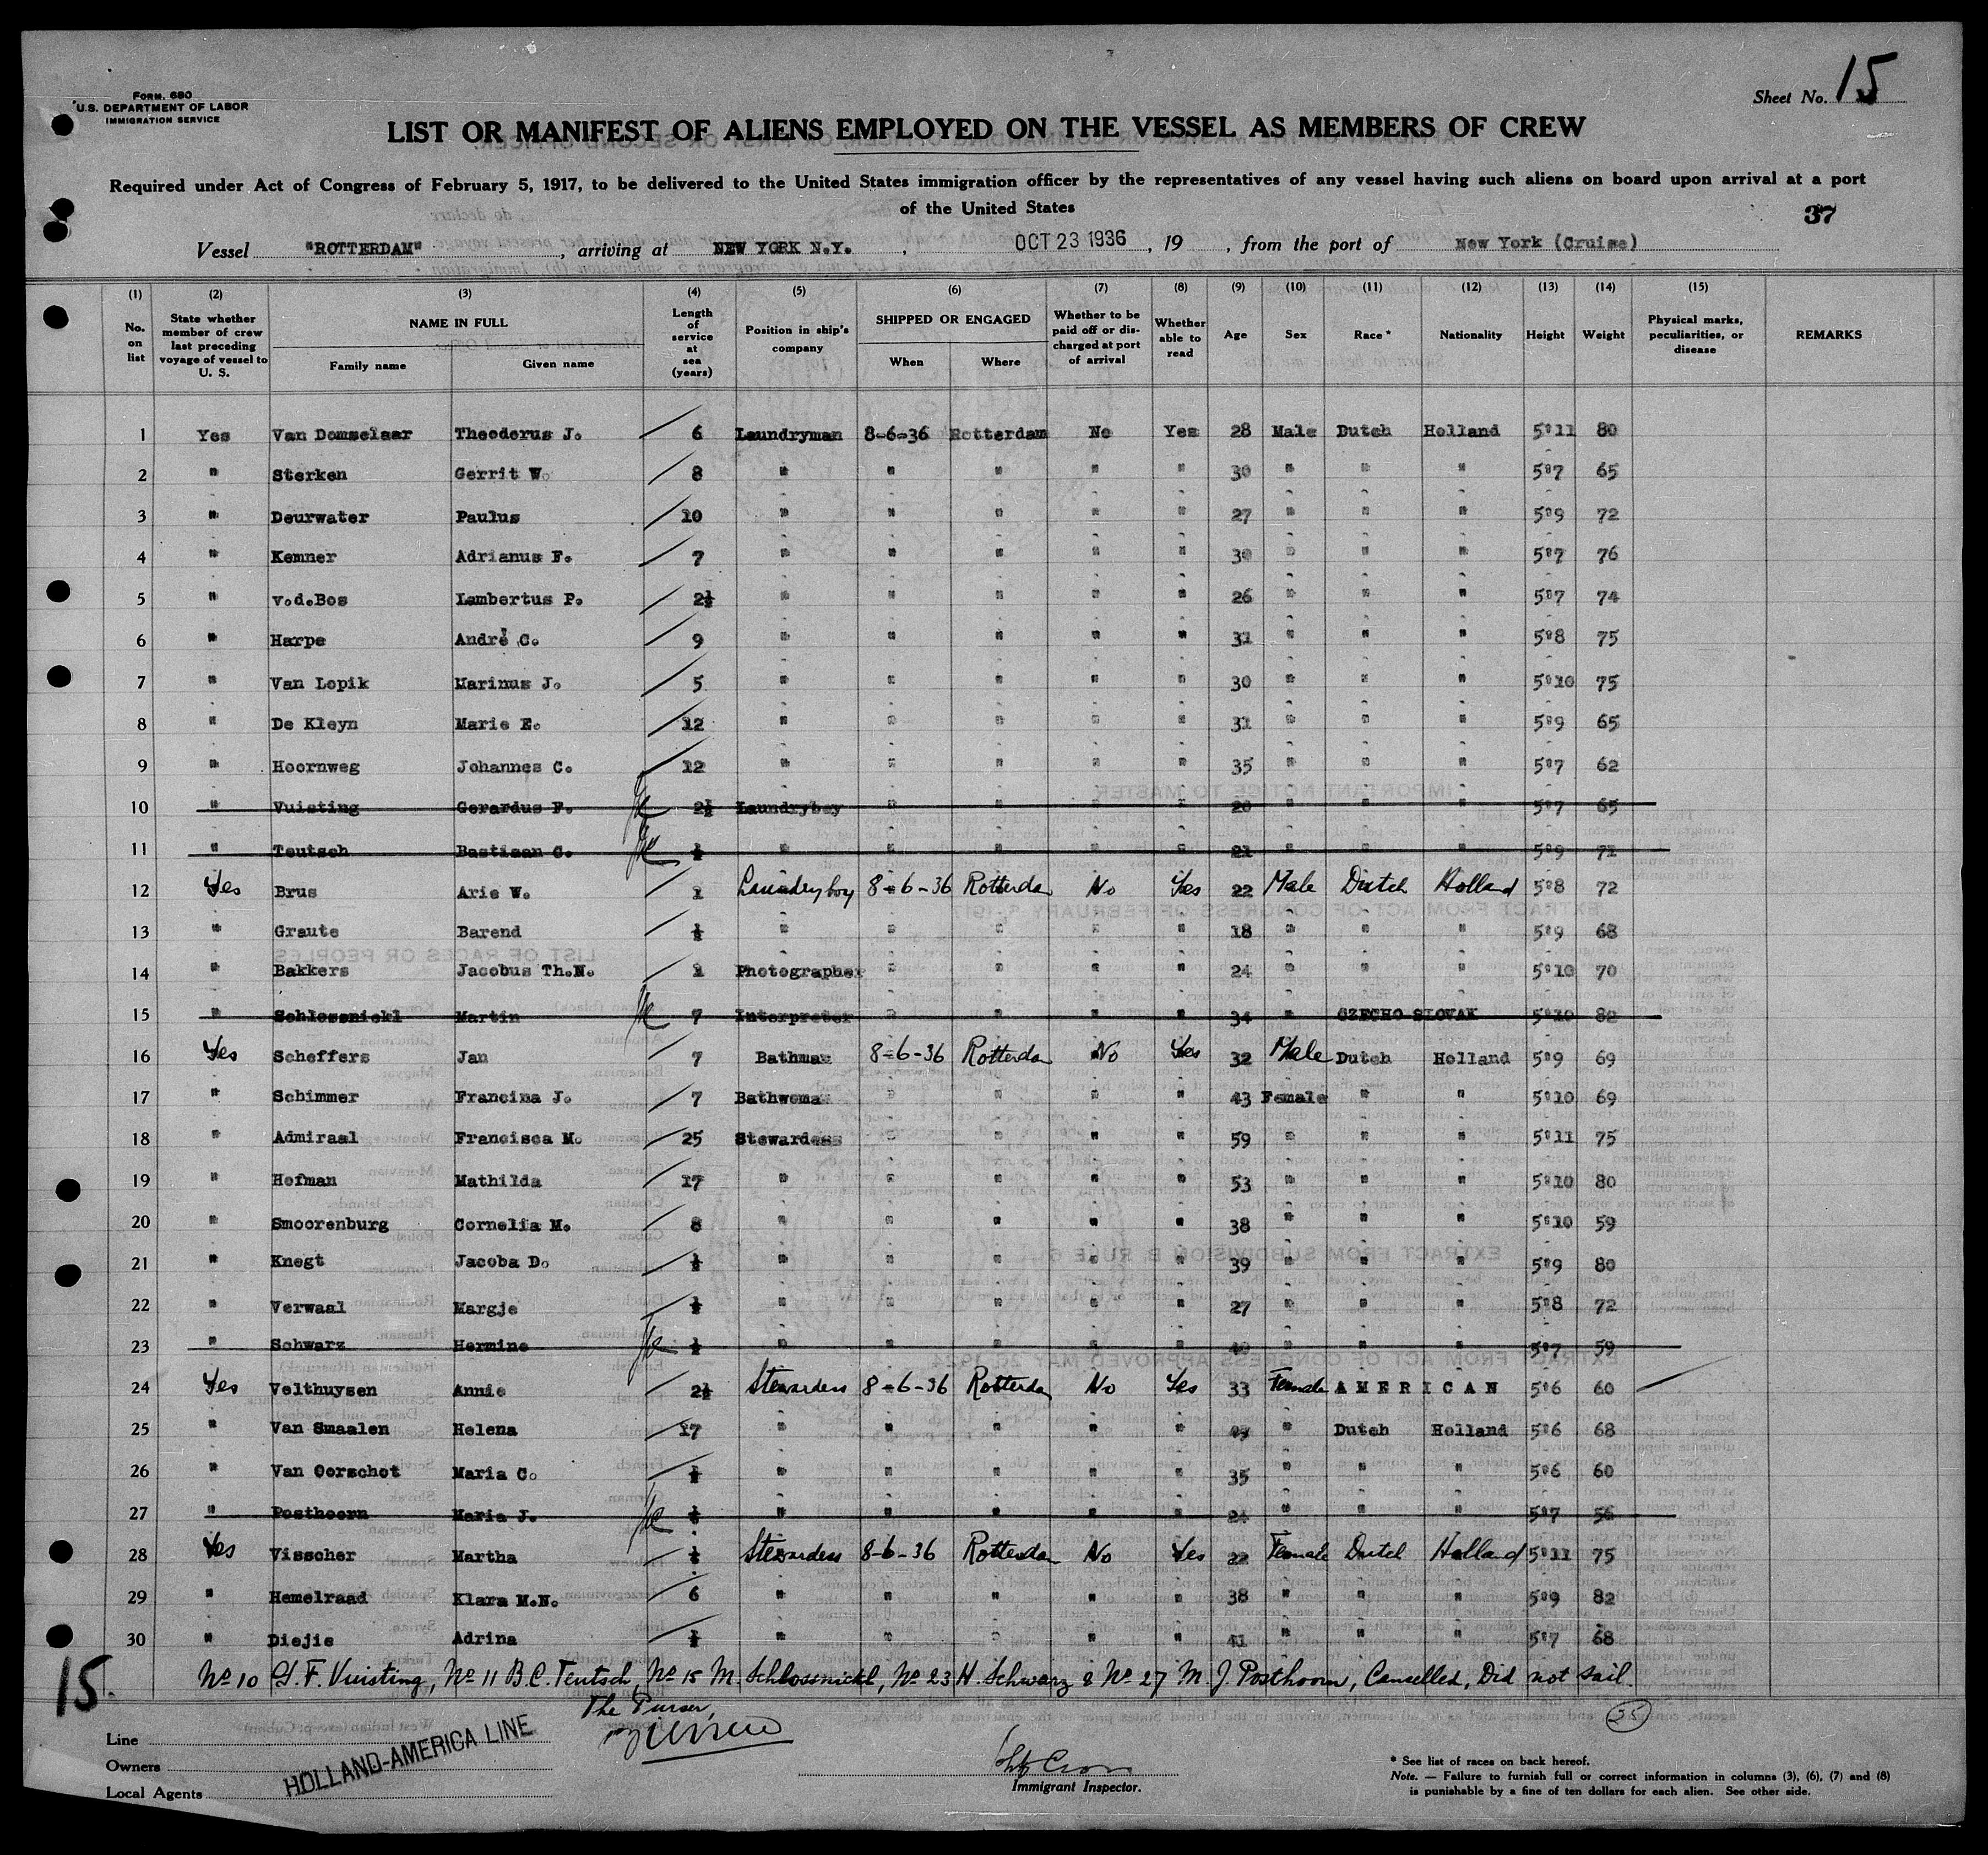 Form. 680
U.S. DEPARTMENT OF LABOR
IMMIGRATION SERVICE
Sheet No. 15
LIST OR MANIFEST OF ALIENS EMPLOYED ON THE VESSEL AS MEMBERS OF CREW
Required under Act of Congress of February 5, 1917, to be delivered to the United States immigration officer by the representatives of any vessel having such aliens on board upon arrival at a port
of the United States
37
Vessel "ROTTERDAM", arriving at NEW YORK N.Y., OCT 23 1936, 19 , from the port of New York (Cruise)
(1) (2) (3) (4) (5) (6) (7) (8) (9) (10) (11) (12) (13) (14) (15)
No. on list | State whether member of crew last preceding voyage of vessel to U. S. | NAME IN FULL Family name Given name | Length of service at sea (years) | Position in ship's company | SHIPPED OR ENGAGED When Where | Whether to be paid off or discharged at port of arrival | Whether able to read | Age | Sex | Race* | Nationality | Height | Weight | Physical marks, peculiarities, or disease | REMARKS
1 Yes Van Domselaar Theodorus J. 6 Laundryman 8-6-36 Rotterdam No Yes 28 Male Dutch Holland 5'11 80
2 " Sterken Gerrit W. 8 " " " " " 30 " " " 5'7 65
3 " Deurwater Paulus 10 " " " " " 27 " " " 5'9 72
4 " Kemner Adrianus F. 7 " " " " " 30 " " " 5'7 76
5 " v.d.Bos Lambertus P. 2½ " " " " " 26 " " " 5'7 74
6 " Harpe André C. 9 " " " " " 31 " " " 5'8 75
7 " Van Lopik Marinus J. 5 " " " " " 30 " " " 5'10 75
8 " De Kleyn Marie E. 12 " " " " " 31 " " " 5'9 65
9 " Hoornweg Johannes C. 12 " " " " " 35 " " " 5'7 62
10 " Vuisting Gerardus F. 2½ Laundryboy " " " " 20 " " " 5'7 65
11 " Teutsch Bastiaan C. ½ " " " " " 21 " " " 5'9 71
12 Yes Brus Arie W. 1 Laundryboy 8-6-36 Rotterdam No Yes 22 Male Dutch Holland 5'8 72
13 " Graute Barend ½ " " " " " 18 " " " 5'9 68
14 " Bakkers Jacobus Th.N. 1 Photographer " " " " 24 " " " 5'10 70
15 " Schlossnickl Martin 7 Interpreter " " " " 34 " CZECHO SLOVAK 5'10 82
16 Yes Scheffers Jan 7 Bathman 8-6-36 Rotterdam No Yes 32 Male Dutch Holland 5'9 69
17 " Schimmer Francina J. 7 Bathwoman " " " " 43 Female " " 5'10 69
18 " Admiraal Francisca M. 25 Stewardess " " " " 59 " " " 5'11 75
19 " Hofman Mathilda 17 " " " " " 53 " " " 5'10 80
20 " Smoorenburg Cornelia M. 8 " " " " " 38 " " " 5'10 59
21 " Knegt Jacoba D. ½ " " " " " 39 " " " 5'9 80
22 " Verwaal Margje ½ " " " " " 27 " " " 5'8 72
23 " Schwarz Hermine ½ " " " " " 40 " " " 5'7 59
24 Yes Velthuysen Annie 2½ Stewardess 8-6-36 Rotterdam No Yes 33 Female AMERICAN 5'6 60
25 " Van Smaalen Helena 17 " " " " " " Dutch Holland 5'6 68
26 " Van Oorschot Maria C. ½ " " " " " 35 " " " 5'6 60
27 " Posthoorn Maria J. ½ " " " " " 24 " " " 5'7 56
28 Yes Visscher Martha ½ Stewardess 8-6-36 Rotterdam No Yes 22 Female Dutch Holland 5'11 75
29 " Hemelraad Klara M.N. 6 " " " " " 38 " " " 5'9 82
30 " Diejie Adrina ½ " " " " " 41 " " " 5'7 68
15. No 10 G. F. Vuisting, No 11 B.C. Teutsch, No 15 M. Schlossnickl, No 23 H. Schwarz & No 27 M. J. Posthoorn, Cancelled, Did not sail.
The Purser,
35
Line
Owners
Local Agents
HOLLAND-AMERICA LINE
Immigrant Inspector.
* See list of races on back hereof.
Note. — Failure to furnish full or correct information in columns (3), (6), (7) and (8)
is punishable by a fine of ten dollars for each alien. See other side.